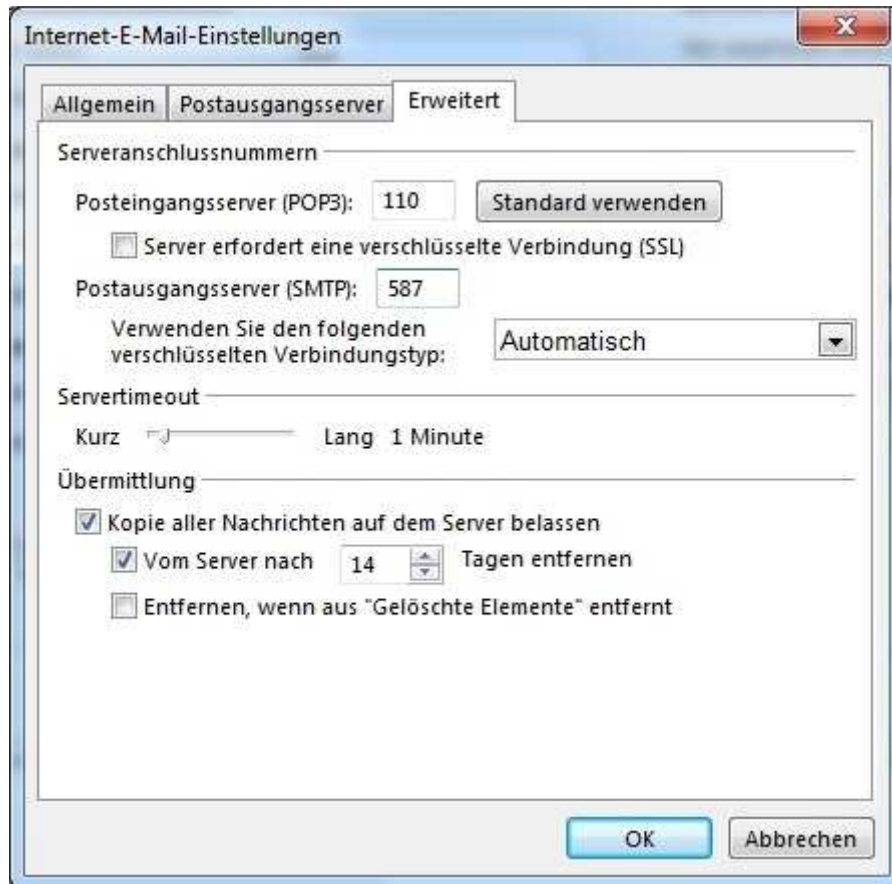 Internet-E-Mail-Einstellungen
Allgemein Postausgangsserver Erweitert
Serveranschlussnummern
Posteingangsserver (POP3): 110 Standard verwenden
Server erfordert eine verschlüsselte Verbindung (SSL)
Postausgangsserver (SMTP): 587
Verwenden Sie den folgenden
verschlüsselten Verbindungstyp: Automatisch
Servertimeout
Kurz Lang 1 Minute
Übermittlung
Kopie aller Nachrichten auf dem Server belassen
Vom Server nach 14 Tagen entfernen
Entfernen, wenn aus "Gelöschte Elemente" entfernt
OK Abbrechen